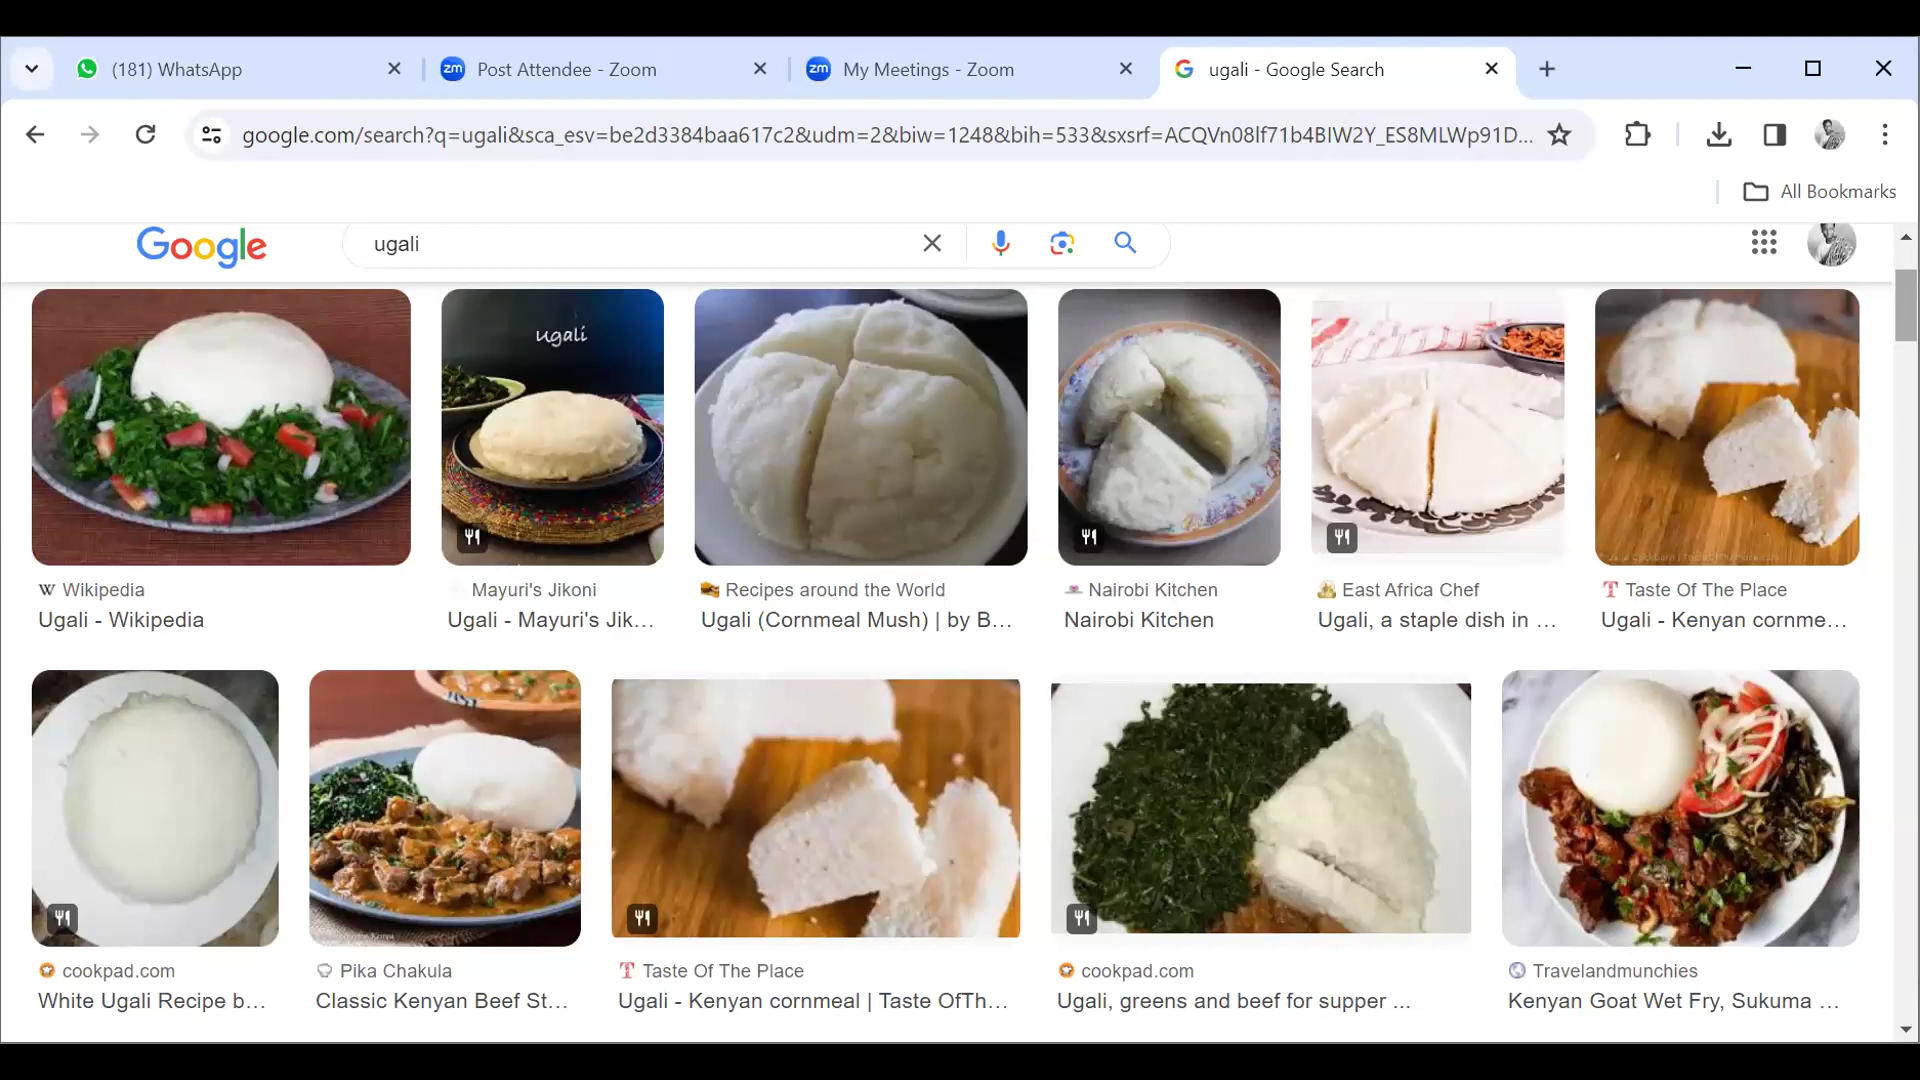 (181) WhatsApp
Post Attendee - Zoom
My Meetings - Zoom
ugali - Google Search
google.com/search?q=ugali&sca_esv=be2d3384baa617c2&udm=2&biw=1248&bih=533&sxsrf=ACQVn08lf71b4BIW2Y_ES8MLWp91D...
All Bookmarks
Google
ugali
ugali
Wikipedia
Ugali - Wikipedia
Mayuri's Jikoni
Ugali - Mayuri's Jik...
Recipes around the World
Ugali (Cornmeal Mush) | by B...
Nairobi Kitchen
Nairobi Kitchen
East Africa Chef
Ugali, a staple dish in ...
Taste Of The Place
Ugali - Kenyan cornme...
cookpad.com
White Ugali Recipe b...
Pika Chakula
Classic Kenyan Beef St...
Taste Of The Place
Ugali - Kenyan cornmeal | Taste OfTh...
cookpad.com
Ugali, greens and beef for supper ...
Travelandmunchies
Kenyan Goat Wet Fry, Sukuma ...